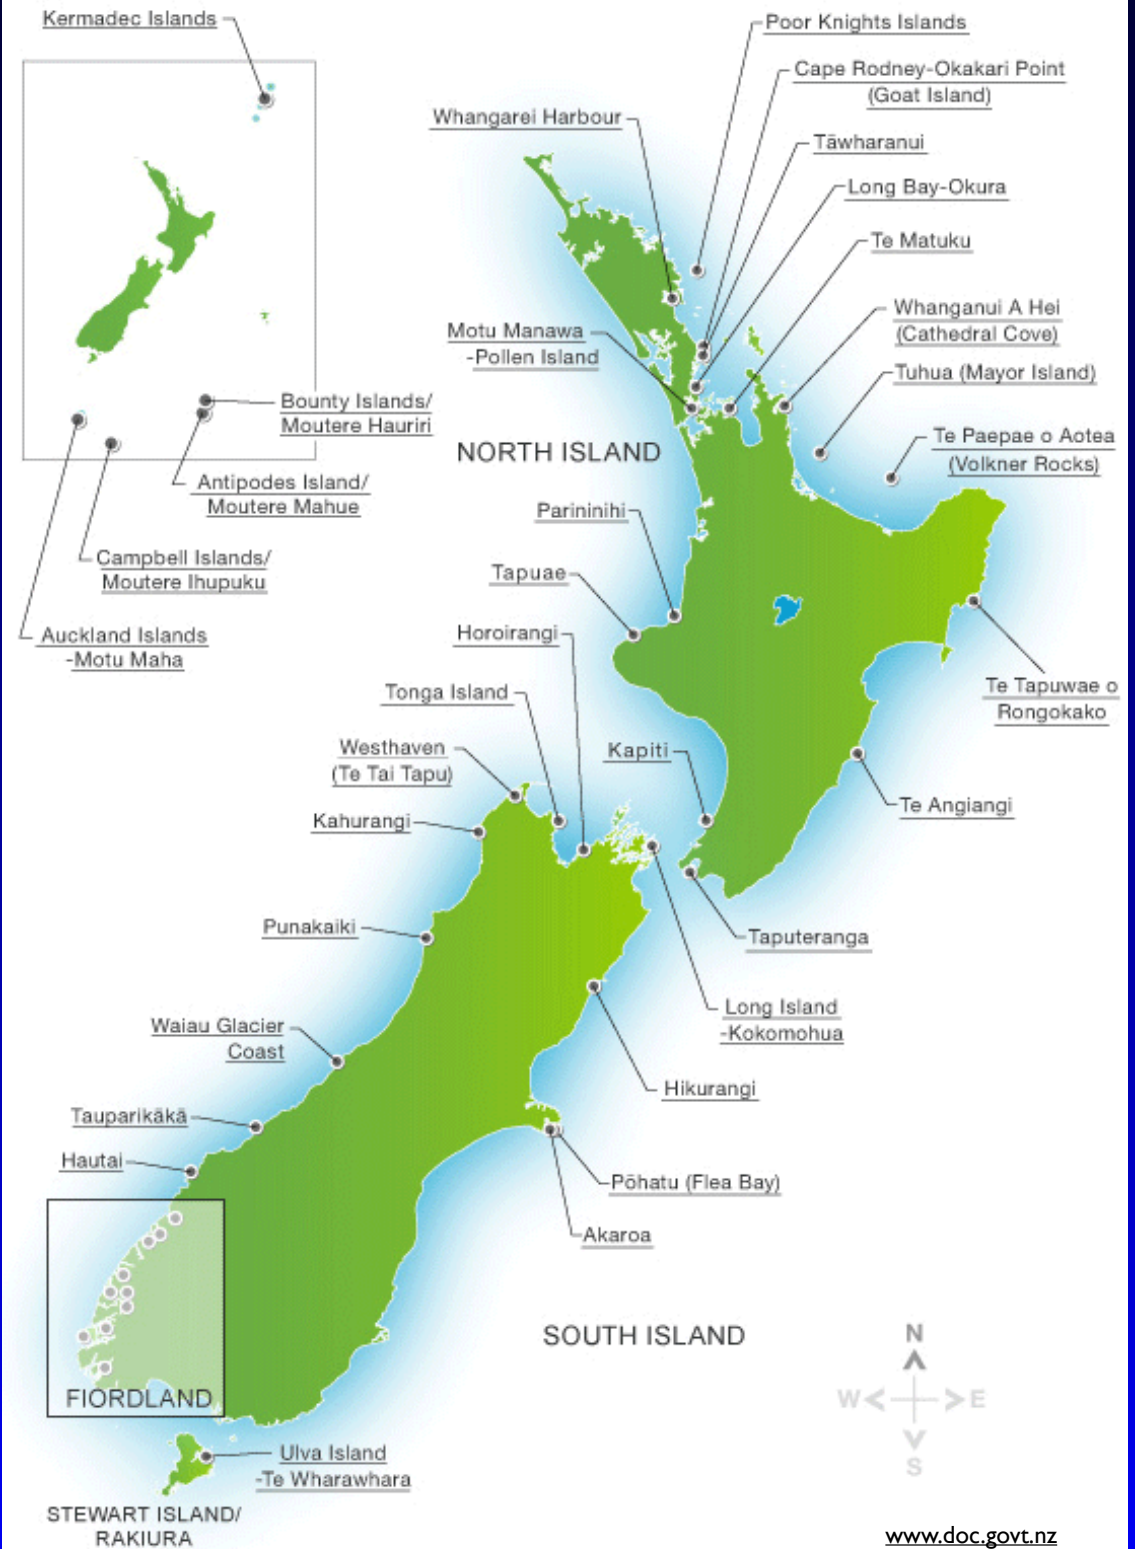 Kermadec Islands
Poor Knights Islands
Cape Rodney-Okakari Point
(Goat Island)
Whangarei Harbour
Tāwharanui
Long Bay-Okura
Te Matuku
Whanganui A Hei
(Cathedral Cove)
Motu Manawa
-Pollen Island
Tuhua (Mayor Island)
Bounty Islands/
Moutere Hauriri
NORTH ISLAND
Te Paepae o Aotea
(Volkner Rocks)
Antipodes Island/
Moutere Mahue
Parininihi
Campbell Islands/
Moutere Ihupuku
Tapuae
Auckland Islands
-Motu Maha
Horoirangi
Te Tapuwae o
Rongokako
Tonga Island
Westhaven
(Te Tai Tapu)
Kapiti
Te Angiangi
Kahurangi
Punakaiki
Taputeranga
Long Island
-Kokomohua
Waiau Glacier
Coast
Hikurangi
Tauparikākā
Hautai
Pōhatu (Flea Bay)
Akaroa
SOUTH ISLAND
N
W
E
S
FIORDLAND
Ulva Island
-Te Wharawhara
STEWART ISLAND/
RAKIURA
www.doc.govt.nz